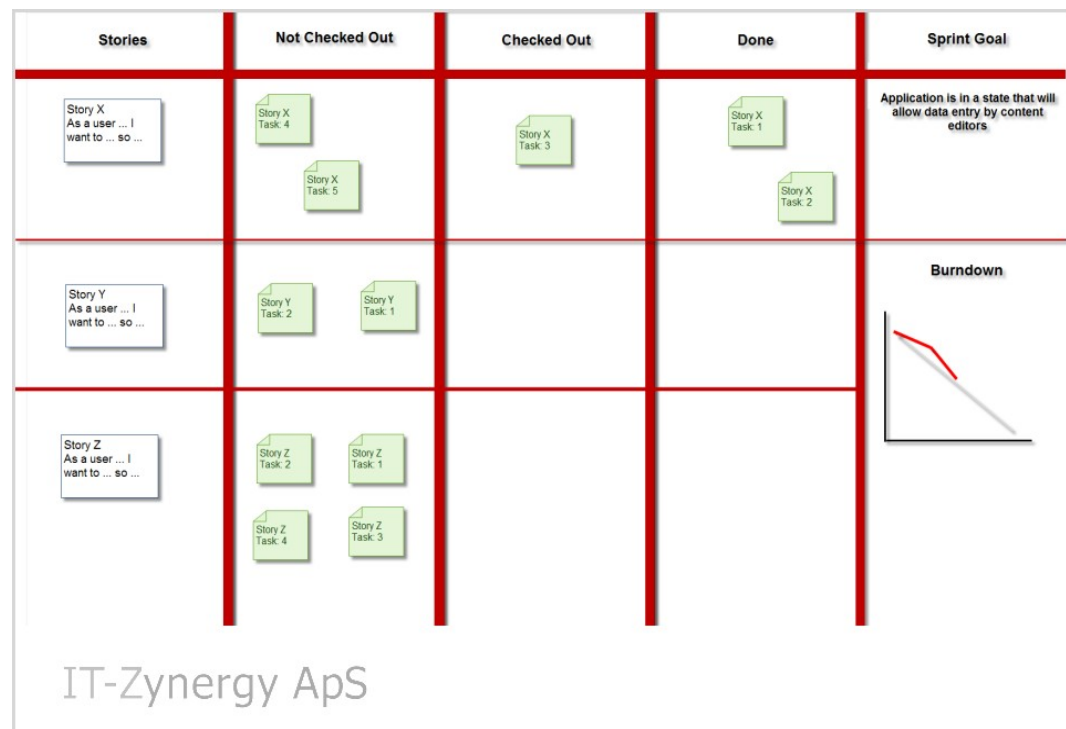 Stories
Not Checked Out
Checked Out
Done
Sprint Goal
Story X
As a user ... I
want to ... so ...
Story X
Task: 4
Story X
Task: 5
Story X
Task: 3
Story X
Task: 1
Story X
Task: 2
Application is in a state that will
allow data entry by content
editors
Story Y
As a user ... I
want to ... so ...
Story Y
Task: 2
Story Y
Task: 1
Burndown
Story Z
As a user ... I
want to ... so ...
Story Z
Task: 2
Story Z
Task: 1
Story Z
Task: 4
Story Z
Task: 3
IT-Zynergy ApS